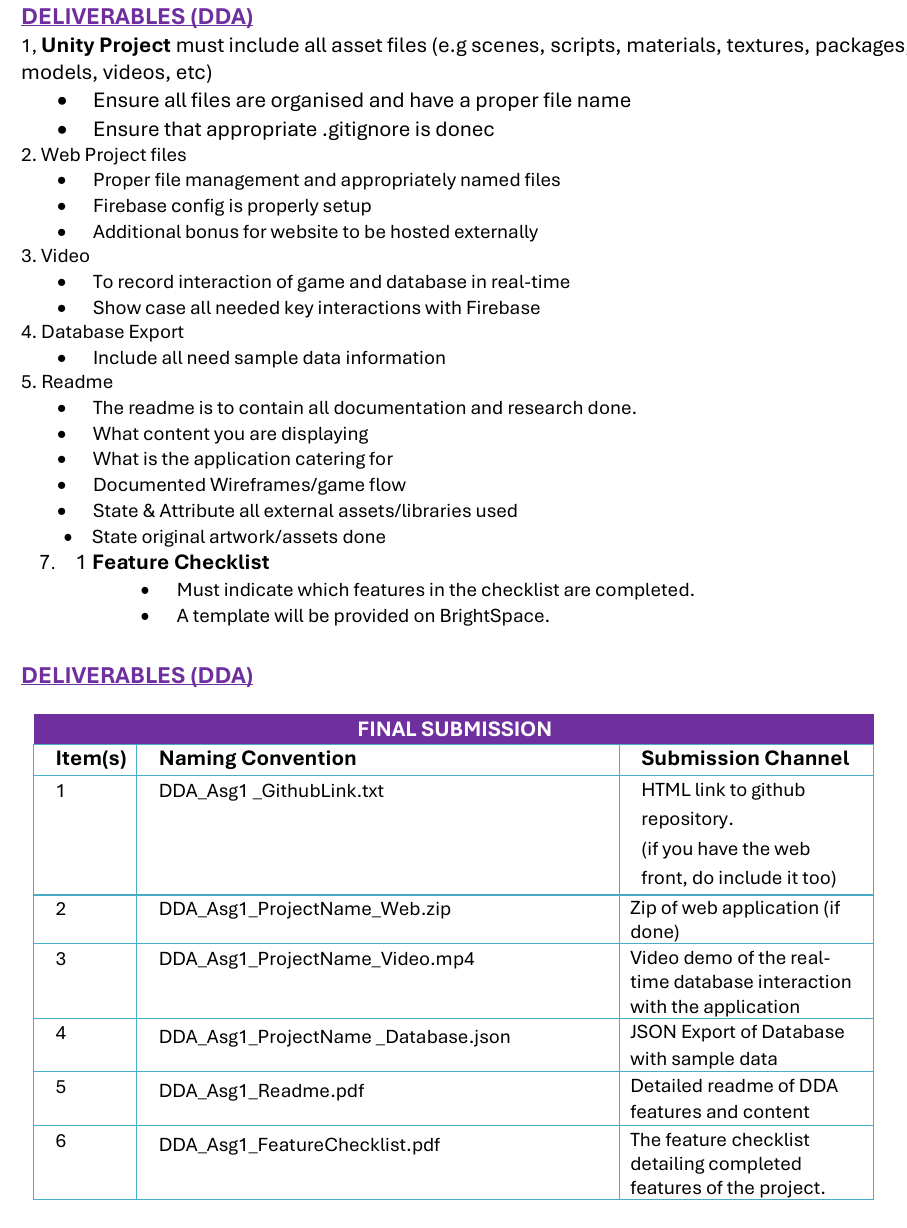 DELIVERABLES (DDA)
1, Unity Project must include all asset files (e.g scenes, scripts, materials, textures, packages,
models, videos, etc)
• Ensure all files are organised and have a proper file name
• Ensure that appropriate .gitignore is donec
2. Web Project files
• Proper file management and appropriately named files
• Firebase config is properly setup
• Additional bonus for website to be hosted externally
3. Video
• To record interaction of game and database in real-time
• Show case all needed key interactions with Firebase
4. Database Export
• Include all need sample data information
5. Readme
• The readme is to contain all documentation and research done.
• What content you are displaying
• What is the application catering for
• Documented Wireframes/game flow
• State & Attribute all external assets/libraries used
• State original artwork/assets done
7. 1 Feature Checklist
• Must indicate which features in the checklist are completed.
• A template will be provided on BrightSpace.
DELIVERABLES (DDA)
FINAL SUBMISSION
Item(s) Naming Convention Submission Channel
1 DDA_Asg1 _GithubLink.txt HTML link to github
repository.
(if you have the web
front, do include it too)
2 DDA_Asg1_ProjectName_Web.zip Zip of web application (if
done)
3 DDA_Asg1_ProjectName_Video.mp4 Video demo of the real-
time database interaction
with the application
4 DDA_Asg1_ProjectName _Database.json JSON Export of Database
with sample data
5 DDA_Asg1_Readme.pdf Detailed readme of DDA
features and content
6 DDA_Asg1_FeatureChecklist.pdf The feature checklist
detailing completed
features of the project.